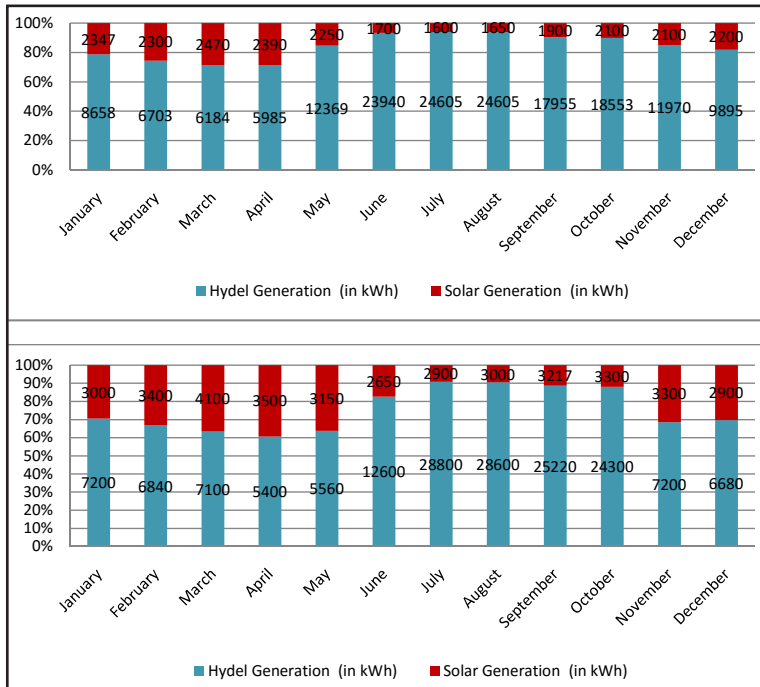 100%
80%
60%
40%
20%
0%
2347 2300 2470 2390 2250 1700 1600 1650 1900 2100 2100 2200
8658 6703 6184 5985 12369 23940 24605 24605 17955 18553 11970 9895
January February March April May June July August September October November December
Hydel Generation (in kWh) Solar Generation (in kWh)
100%
90%
80%
70%
60%
50%
40%
30%
20%
10%
0%
3000 3400 4100 3500 3150 2650 2900 3000 3217 3300 3300 2900
7200 6840 7100 5400 5560 12600 28800 28600 25220 24300 7200 6680
January February March April May June July August September October November December
Hydel Generation (in kWh) Solar Generation (in kWh)